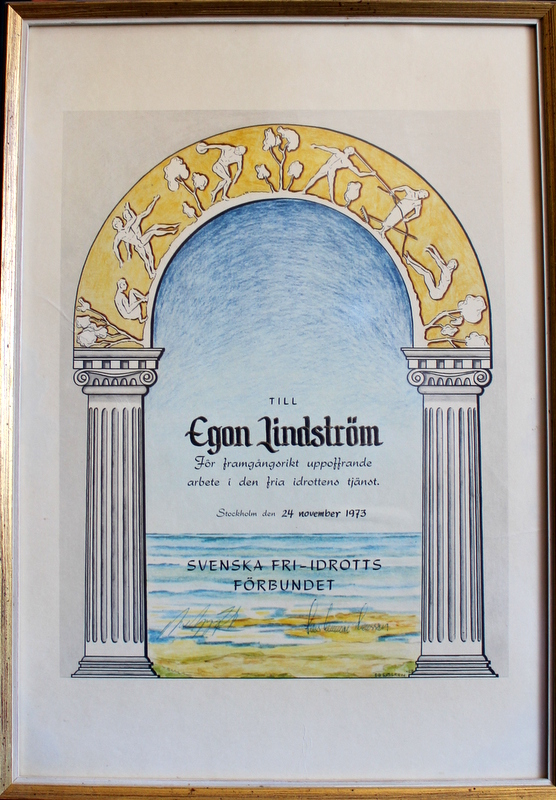 TILL
Egon Lindström
För framgångsrikt uppoffrande
arbete i den fria idrottens tjänst.
Stockholm den 24 november 1973
SVENSKA FRI-IDROTTS
FÖRBUNDET